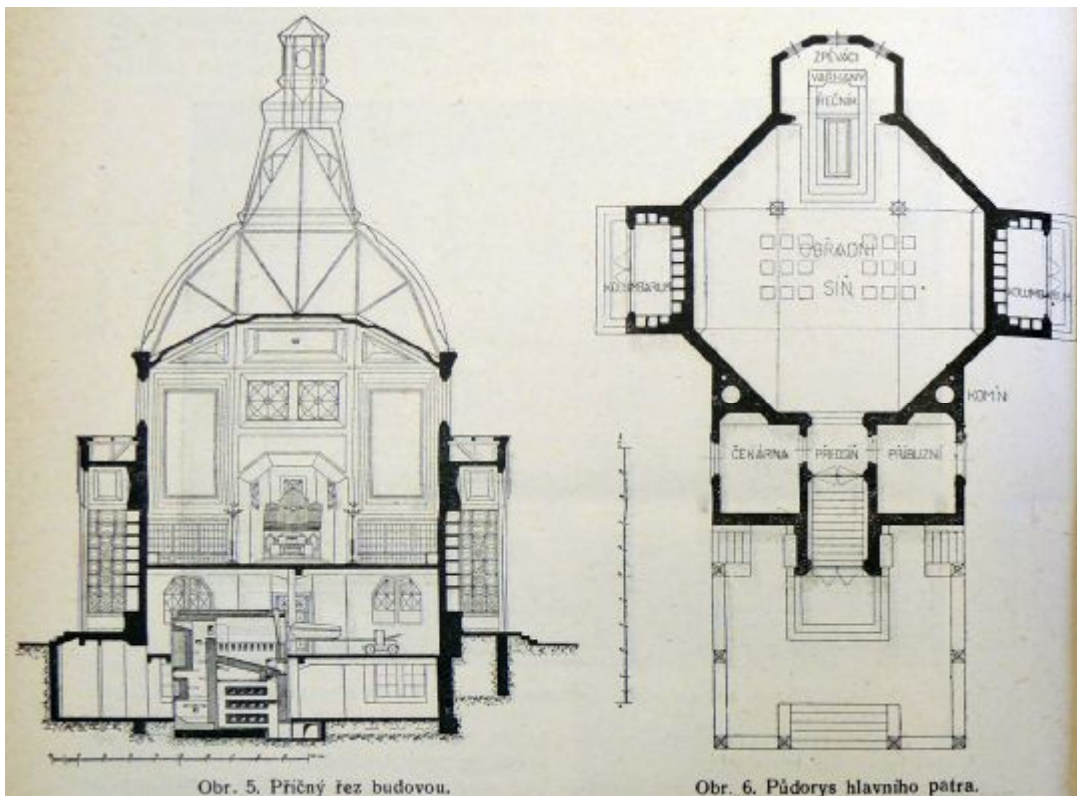 ZPĚVÁCI
VARHANY
ŘEČNÍK
OBŘADNÍ
SÍŇ
KOLUMBARIUM
KOLUMBARIUM
KOMÍN
ČEKÁRNA
PŘEDSÍŇ
PŘÍBUZNÍ
Obr. 5. Příčný řez budovou.
Obr. 6. Půdorys hlavního patra.